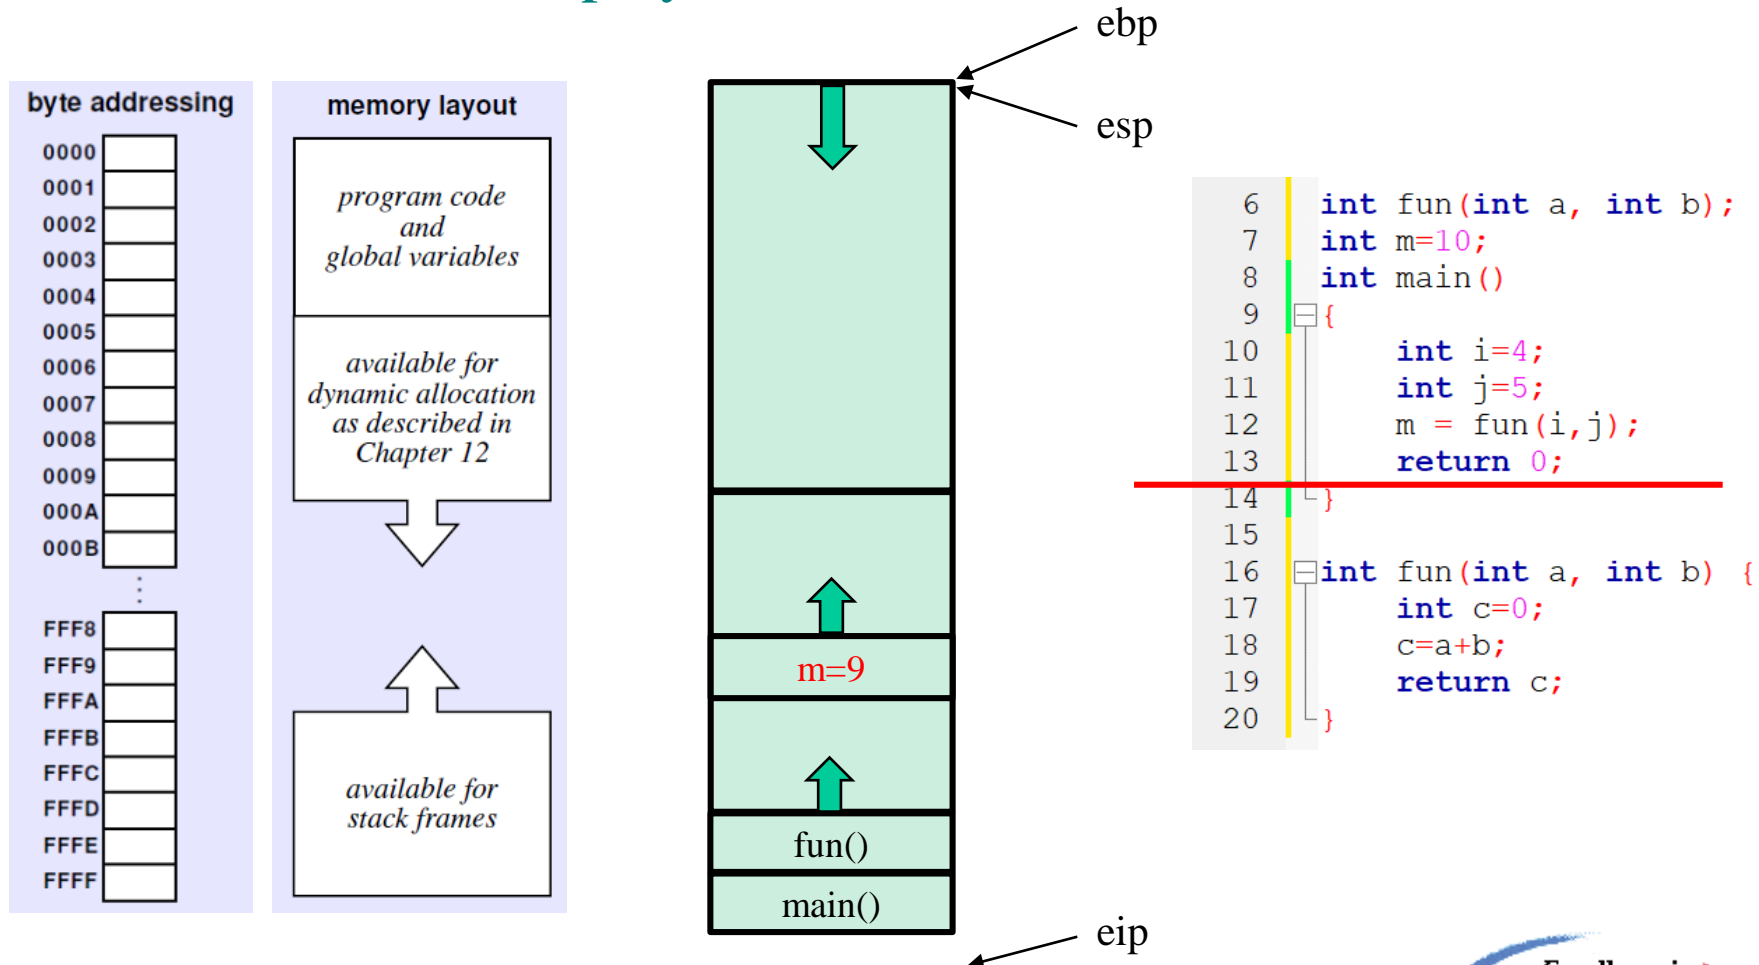 byte addressing
0000
0001
0002
0003
0004
0005
0006
0007
0008
0009
000A
000B
FFF8
FFF9
FFFA
FFFB
FFFC
FFFD
FFFE
FFFF
memory layout
program code
and
global variables
available for
dynamic allocation
as described in
Chapter 12
available for
stack frames
ebp
esp
m=9
fun()
main()
eip
6 int fun(int a, int b);
7 int m=10;
8 int main()
9 {
10 int i=4;
11 int j=5;
12 m = fun(i,j);
13 return 0;
14 }
15
16 int fun(int a, int b) {
17 int c=0;
18 c=a+b;
19 return c;
20 }